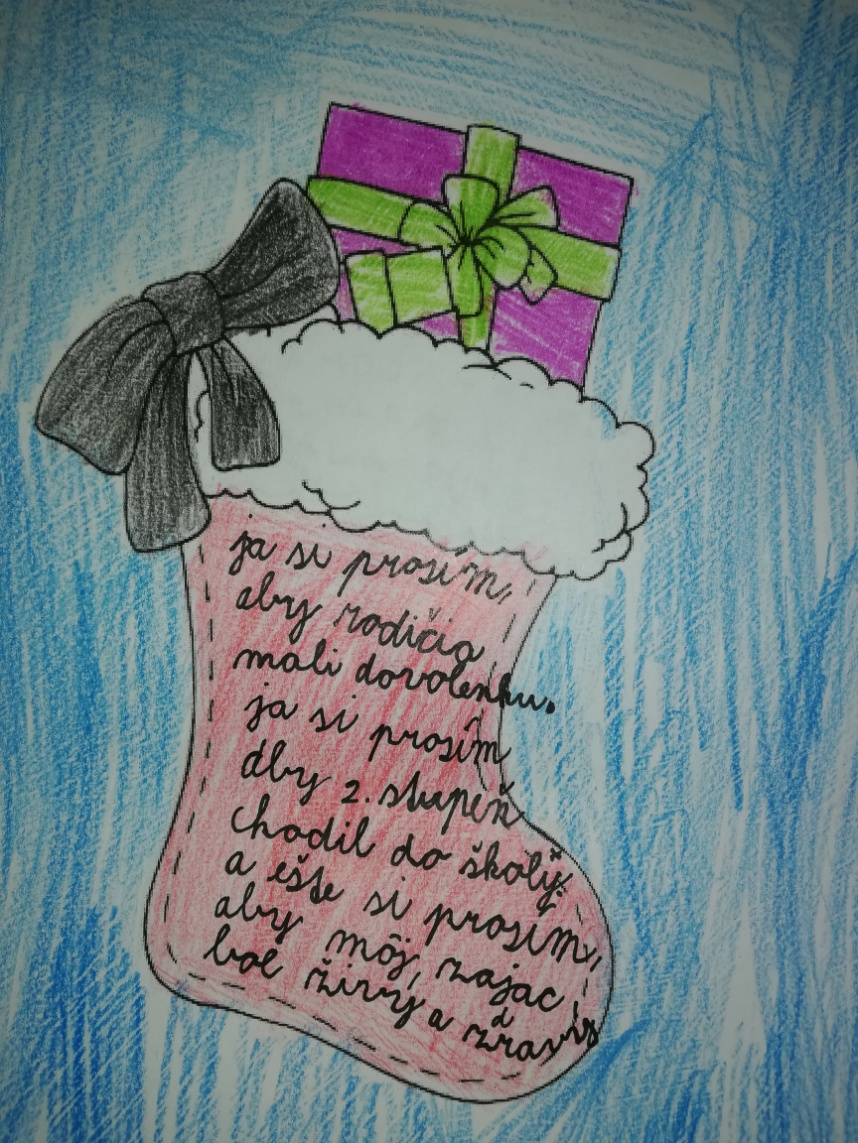 ja si prosím,
aby rodičia
mali dovolenku.
ja si prosím
aby 2. stupeň
chodil do školy.
a ešte si prosím,
aby môj zajac
bol živý a zdravý